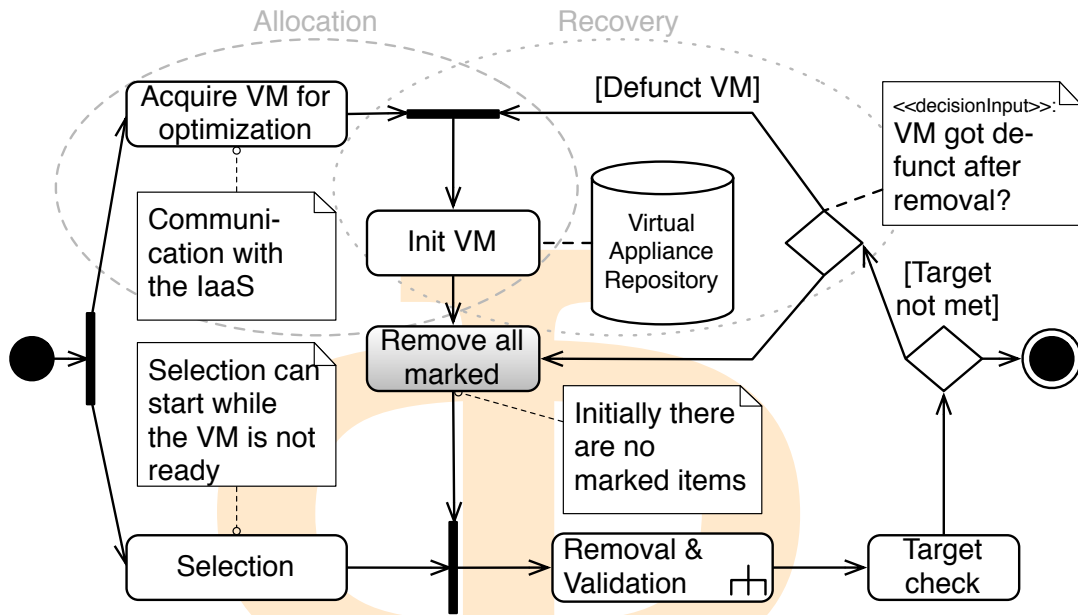 Allocation
Recovery
Acquire VM for
optimization
[Defunct VM]
<<decisionInput>>:
VM got de-
funct after
removal?
Communi-
cation with
the IaaS
Init VM
Virtual
Appliance
Repository
[Target
not met]
Remove all
marked
Selection can
start while
the VM is not
ready
Initially there
are no
marked items
Selection
Removal &
Validation
Target
check